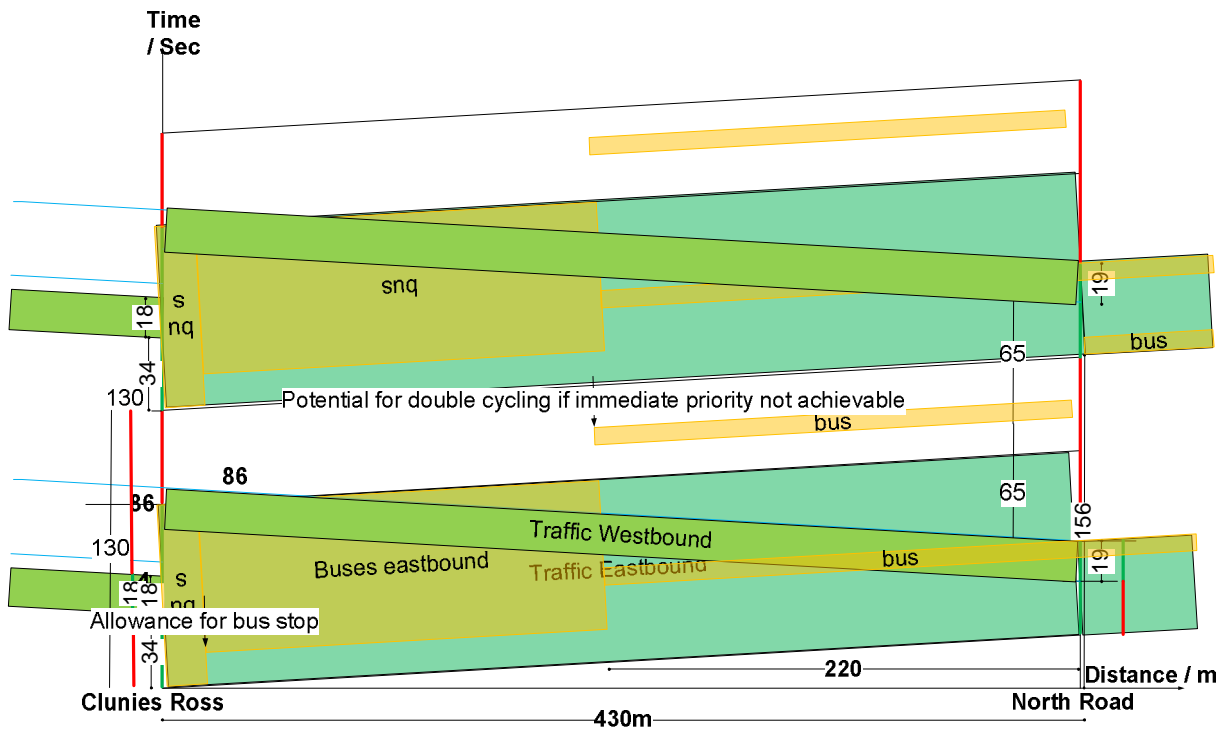 Time
/ Sec
snq
s
nq
18
19
bus
65
34
130
Potential for double cycling if immediate priority not achievable
bus
86
65
86
156
130
Traffic Westbound
Buses eastbound
Traffic Eastbound
bus
19
s
nq
18
18
Allowance for bus stop
34
220
Distance / m
Clunies Ross
North Road
430m